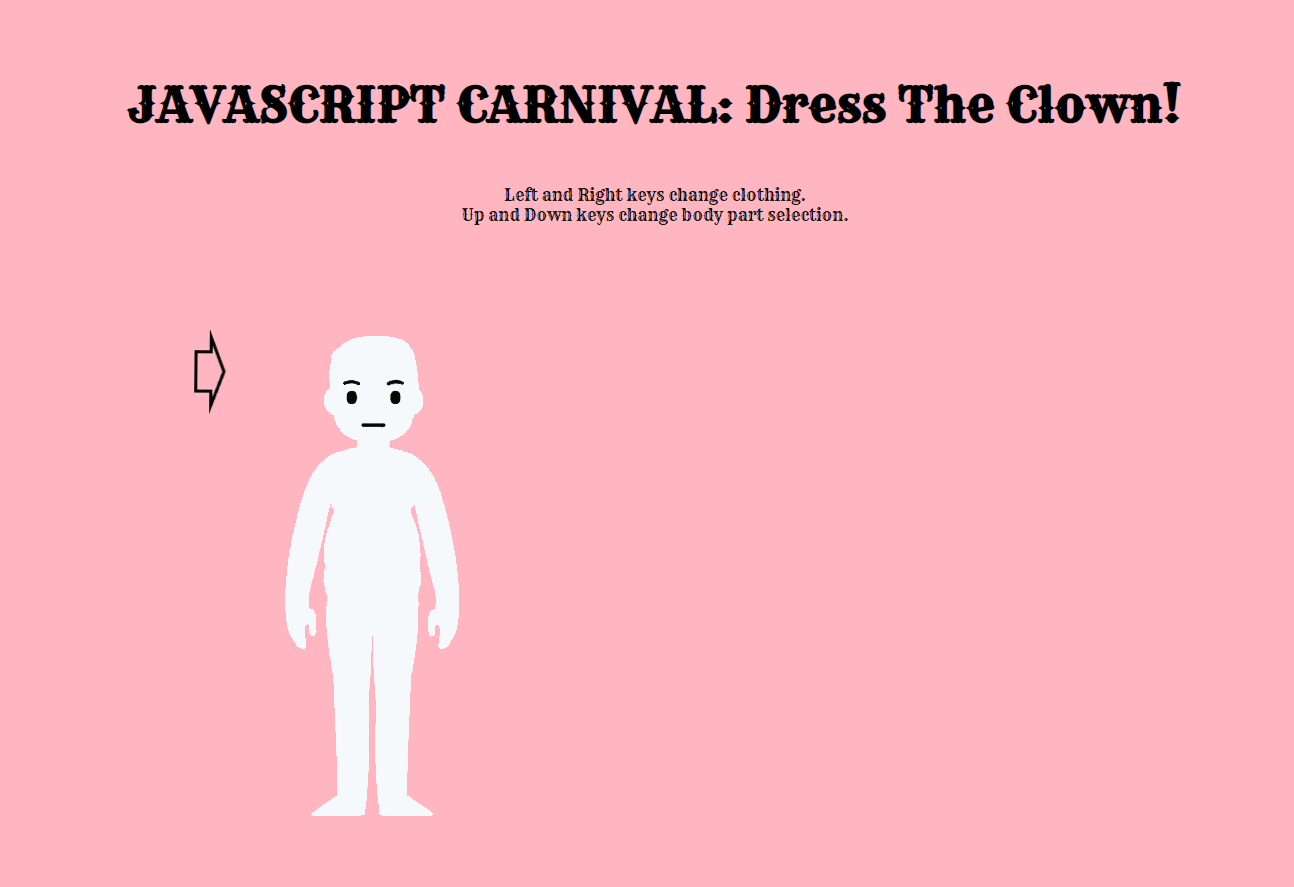 JAVASCRIPT CARNIVAL: Dress The Clown!
Left and Right keys change clothing.
Up and Down keys change body part selection.